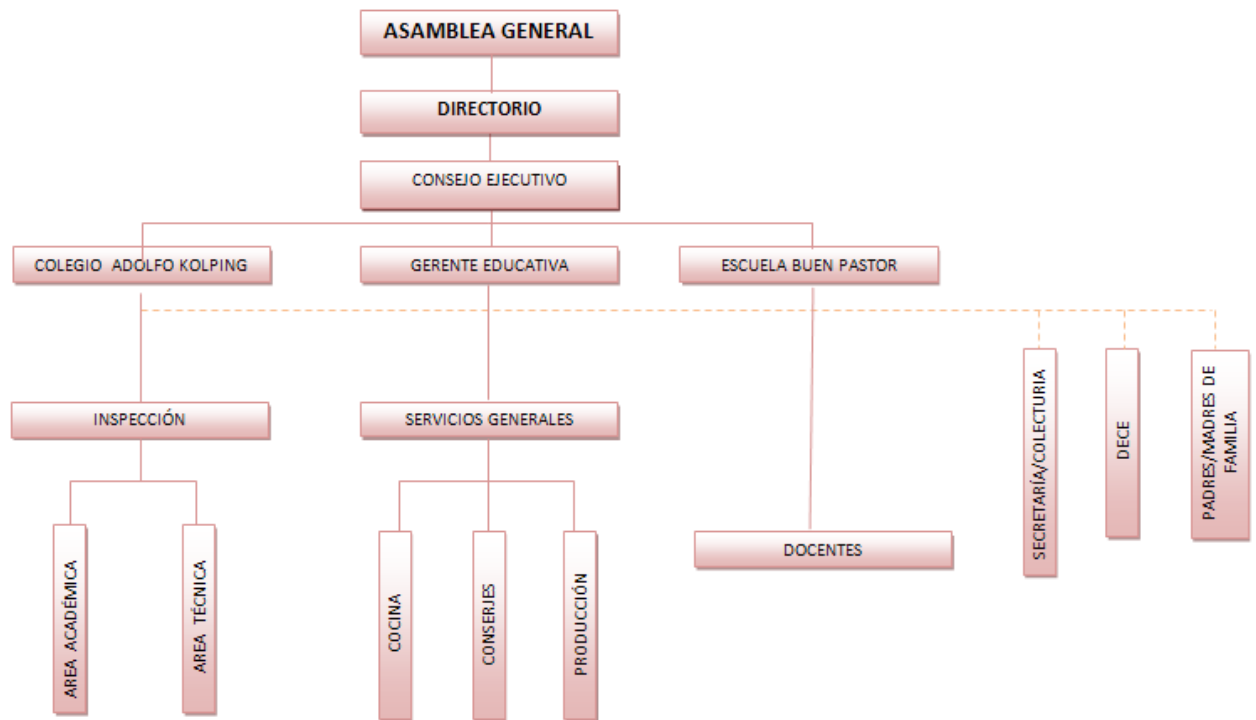 ASAMBLEA GENERAL
DIRECTORIO
CONSEJO EJECUTIVO
COLEGIO ADOLFO KOLPING
GERENTE EDUCATIVA
ESCUELA BUEN PASTOR
SECRETARÍA/COLECTURIA
DECE
PADRES/MADRES DE
FAMILIA
INSPECCIÓN
SERVICIOS GENERALES
AREA ACADÉMICA
AREA TÉCNICA
COCINA
CONSERJES
PRODUCCIÓN
DOCENTES